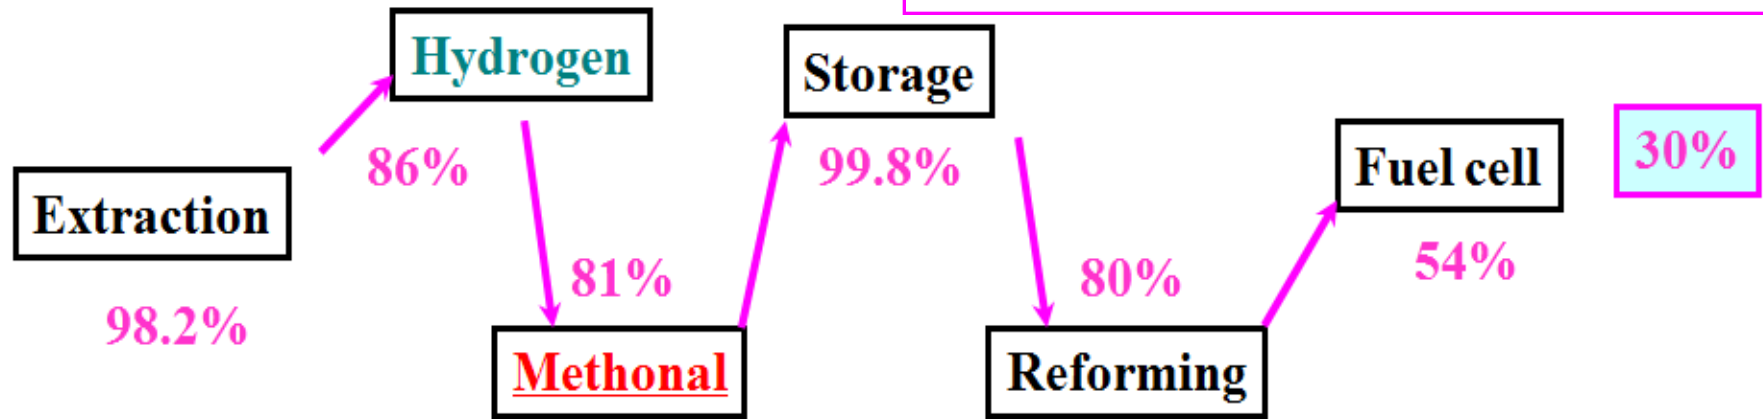 Extraction
98.2%
Hydrogen
86%
Methonal
81%
Storage
99.8%
Reforming
80%
Fuel cell
54%
30%